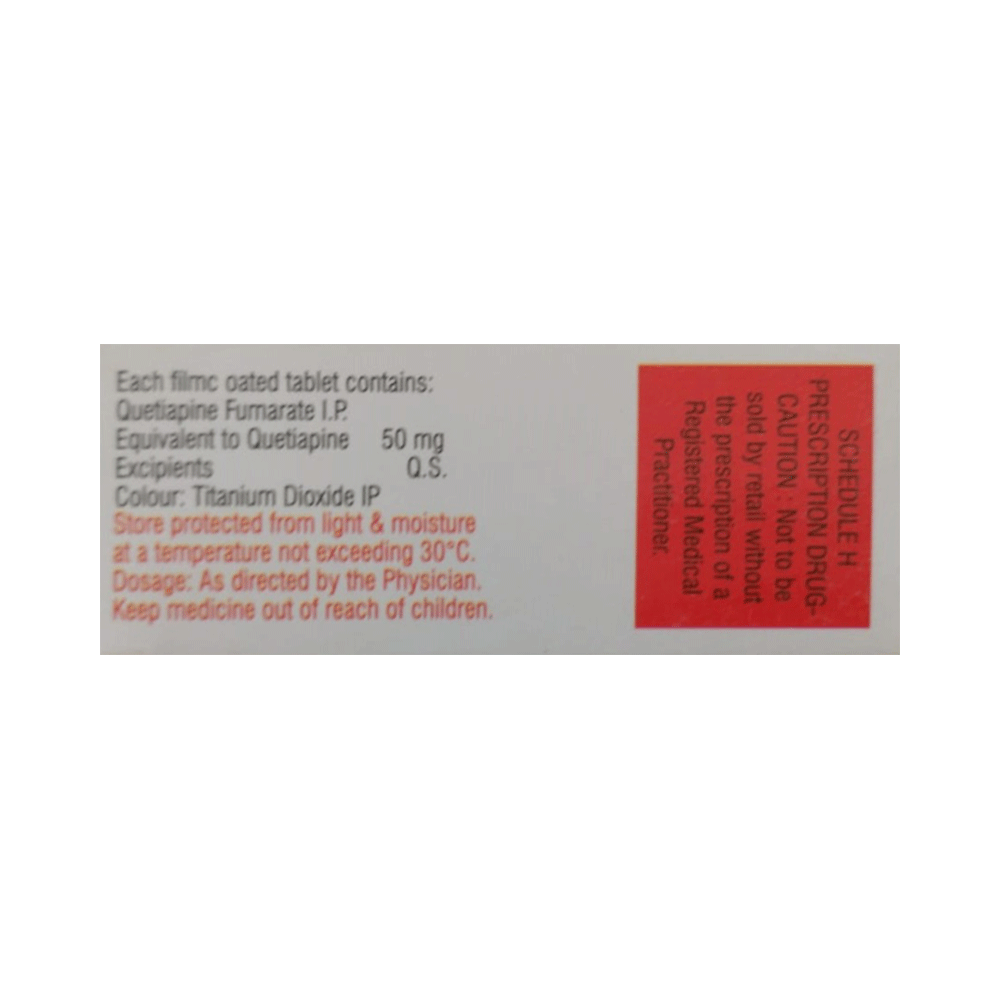 Each filmc oated tablet contains:
Quetiapine Fumarate I.P.
Equivalent to Quetiapine 50 mg
Excipients Q.S.
Colour: Titanium Dioxide IP
Store protected from light & moisture
at a temperature not exceeding 30°C.
Dosage: As directed by the Physician.
Keep medicine out of reach of children.
SCHEDULE H
PRESCRIPTION DRUG-
CAUTION : Not to be
sold by retail without
the prescription of a
Registered Medical
Practitioner.